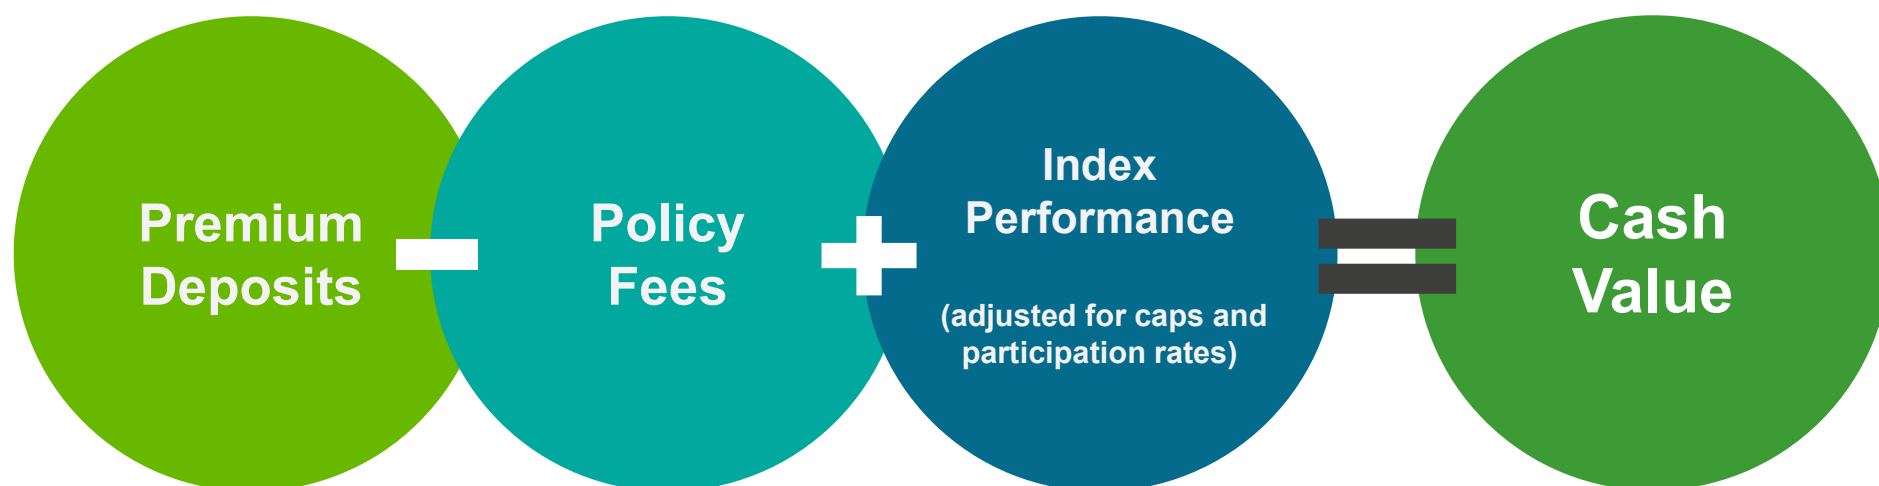 Premium
Deposits
Policy
Fees
Index
Performance
(adjusted for caps and
participation rates)
Cash
Value